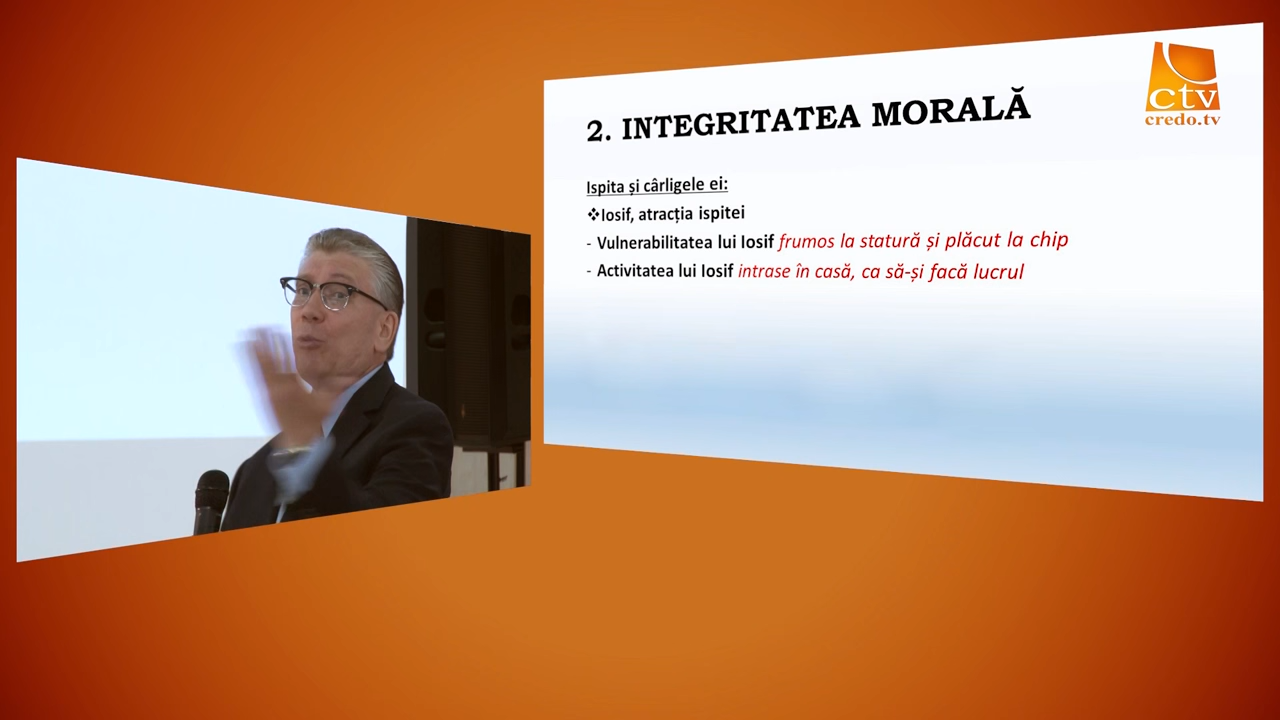 ctv
credo.tv
2. INTEGRITATEA MORALĂ
Ispita și cârligele ei:
❖Iosif, atracția ispitei
- Vulnerabilitatea lui Iosif frumos la statură și plăcut la chip
- Activitatea lui Iosif intrase în casă, ca să-și facă lucrul